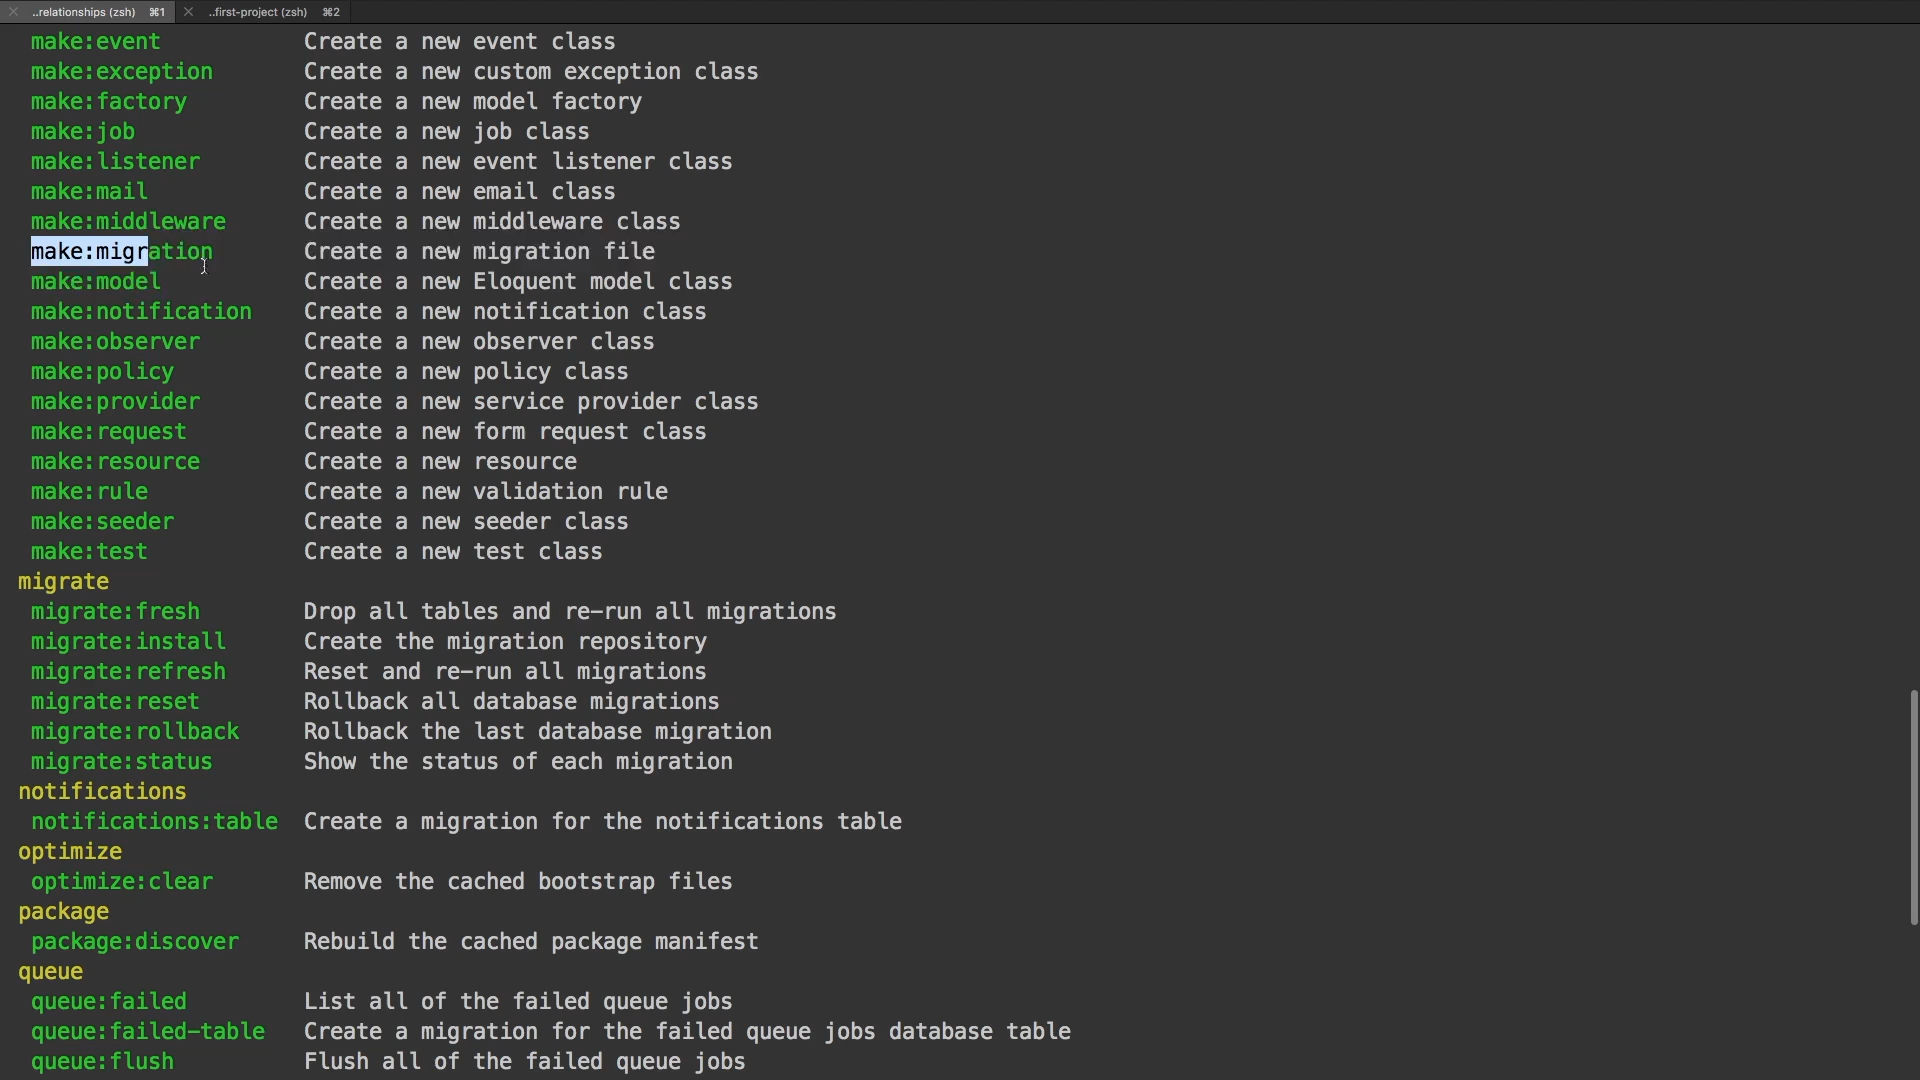 ..relationships (zsh) ⌘1 ..first-project (zsh) ⌘2
make:event Create a new event class
make:exception Create a new custom exception class
make:factory Create a new model factory
make:job Create a new job class
make:listener Create a new event listener class
make:mail Create a new email class
make:middleware Create a new middleware class
make:migration Create a new migration file
make:model Create a new Eloquent model class
make:notification Create a new notification class
make:observer Create a new observer class
make:policy Create a new policy class
make:provider Create a new service provider class
make:request Create a new form request class
make:resource Create a new resource
make:rule Create a new validation rule
make:seeder Create a new seeder class
make:test Create a new test class
migrate
migrate:fresh Drop all tables and re-run all migrations
migrate:install Create the migration repository
migrate:refresh Reset and re-run all migrations
migrate:reset Rollback all database migrations
migrate:rollback Rollback the last database migration
migrate:status Show the status of each migration
notifications
notifications:table Create a migration for the notifications table
optimize
optimize:clear Remove the cached bootstrap files
package
package:discover Rebuild the cached package manifest
queue
queue:failed List all of the failed queue jobs
queue:failed-table Create a migration for the failed queue jobs database table
queue:flush Flush all of the failed queue jobs